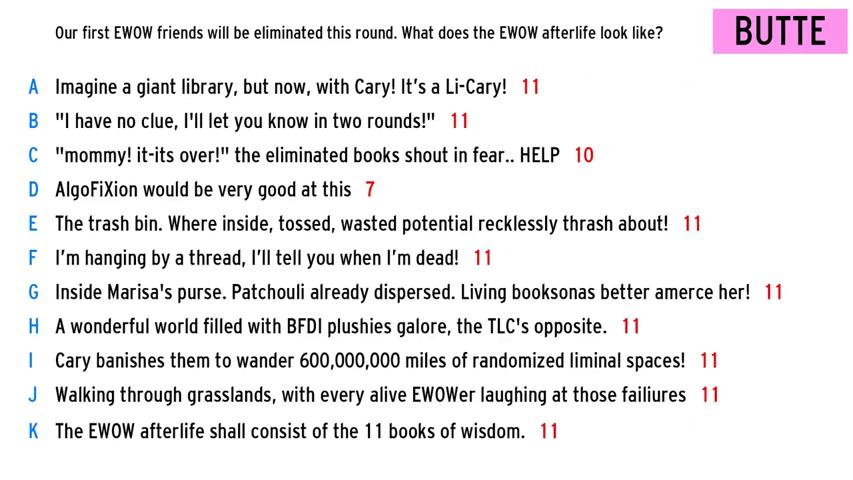 Our first EWOW friends will be eliminated this round. What does the EWOW afterlife look like?
BUTTE
A Imagine a giant library, but now, with Cary! It's a Li-Cary! 11
B "I have no clue, I'll let you know in two rounds!" 11
C "mommy! it-its over!" the eliminated books shout in fear.. HELP 10
D AlgoFiXion would be very good at this 7
E The trash bin. Where inside, tossed, wasted potential recklessly thrash about! 11
F I'm hanging by a thread, I'll tell you when I'm dead! 11
G Inside Marisa's purse. Patchouli already dispersed. Living booksonas better amerce her! 11
H A wonderful world filled with BFDI plushies galore, the TLC's opposite. 11
I Cary banishes them to wander 600,000,000 miles of randomized liminal spaces! 11
J Walking through grasslands, with every alive EWOWer laughing at those failiures 11
K The EWOW afterlife shall consist of the 11 books of wisdom. 11